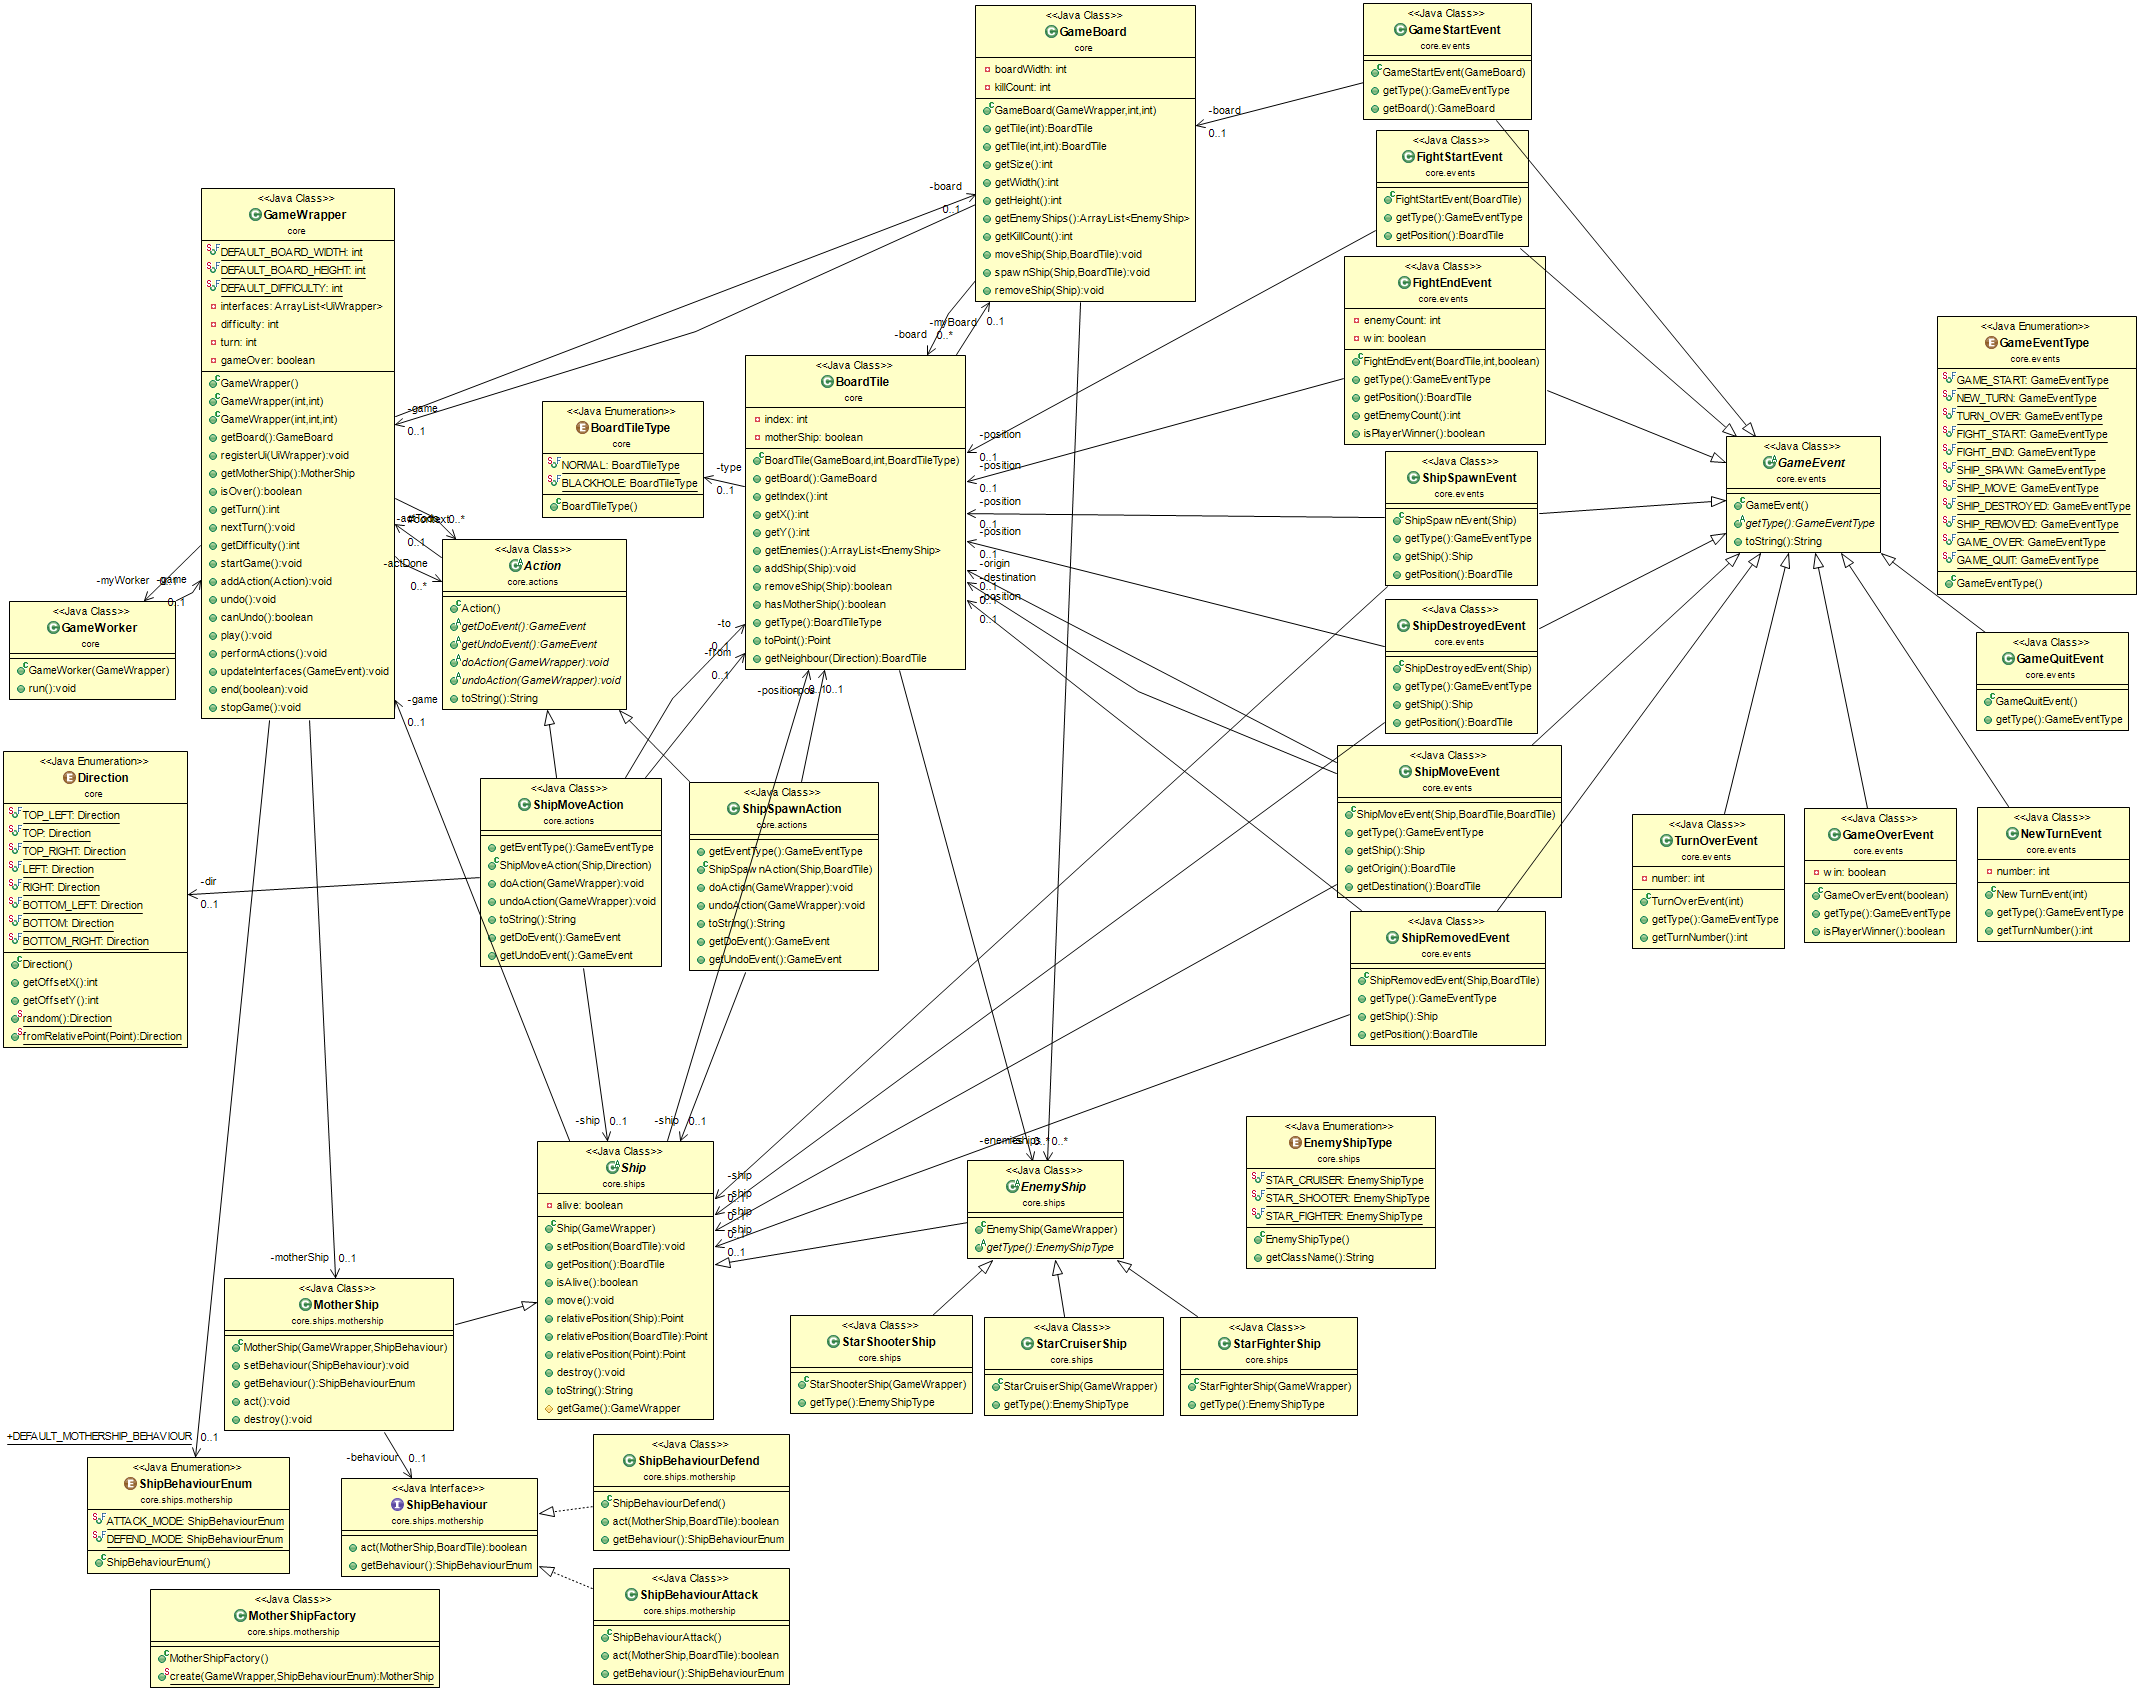 <<Java Class>>
GameBoard
core
boardWidth: int
killCount: int
GameBoard(GameWrapper,int,int)
getTile(int):BoardTile
getTile(int,int):BoardTile
getSize():int
getWidth():int
getHeight():int
getEnemyShips():ArrayList<EnemyShip>
getKillCount():int
moveShip(Ship,BoardTile):void
spawnShip(Ship,BoardTile):void
removeShip(Ship):void
<<Java Class>>
GameStartEvent
core.events
GameStartEvent(GameBoard)
getType():GameEventType
getBoard():GameBoard
-board
0..1
<<Java Class>>
FightStartEvent
core.events
FightStartEvent(BoardTile)
getType():GameEventType
getPosition():BoardTile
<<Java Class>>
GameWrapper
core
DEFAULT_BOARD_WIDTH: int
DEFAULT_BOARD_HEIGHT: int
DEFAULT_DIFFICULTY: int
interfaces: ArrayList<UiWrapper>
difficulty: int
turn: int
gameOver: boolean
GameWrapper()
GameWrapper(int,int)
GameWrapper(int,int,int)
getBoard():GameBoard
registerUi(UiWrapper):void
getMotherShip():MotherShip
isOver():boolean
getTurn():int
nextTurn():void
getDifficulty():int
startGame():void
addAction(Action):void
undo():void
canUndo():boolean
play():void
performActions():void
updateInterfaces(GameEvent):void
end(boolean):void
stopGame():void
-board
0..1
-game
0..1
<<Java Class>>
FightEndEvent
core.events
enemyCount: int
win: boolean
FightEndEvent(BoardTile,int,boolean)
getType():GameEventType
getPosition():BoardTile
getEnemyCount():int
isPlayerWinner():boolean
<<Java Enumeration>>
GameEventType
core.events
GAME_START: GameEventType
NEW_TURN: GameEventType
TURN_OVER: GameEventType
FIGHT_START: GameEventType
FIGHT_END: GameEventType
SHIP_SPAWN: GameEventType
SHIP_MOVE: GameEventType
SHIP_DESTROYED: GameEventType
SHIP_REMOVED: GameEventType
GAME_OVER: GameEventType
GAME_QUIT: GameEventType
GameEventType()
-myBoard
0..1
-board
0..*
<<Java Class>>
BoardTile
core
index: int
motherShip: boolean
BoardTile(GameBoard,int,BoardTileType)
getBoard():GameBoard
getIndex():int
getX():int
getY():int
getEnemies():ArrayList<EnemyShip>
addShip(Ship):void
removeShip(Ship):boolean
hasMotherShip():boolean
getType():BoardTileType
toPoint():Point
getNeighbour(Direction):BoardTile
<<Java Enumeration>>
BoardTileType
core
NORMAL: BoardTileType
BLACKHOLE: BoardTileType
BoardTileType()
-type
0..1
-position
0..1
-position
0..1
-position
0..1
-position
0..1
-origin
-destination
0..1
-position
0..1
0..1
<<Java Class>>
GameEvent
core.events
GameEvent()
getType():GameEventType
toString():String
<<Java Class>>
ShipSpawnEvent
core.events
ShipSpawnEvent(Ship)
getType():GameEventType
getShip():Ship
getPosition():BoardTile
0..*
0..1
-actDone
0..*
<<Java Class>>
Action
core.actions
Action()
getDoEvent():GameEvent
getUndoEvent():GameEvent
doAction(GameWrapper):void
undoAction(GameWrapper):void
toString():String
-myWorker
-game
0..1
<<Java Class>>
GameWorker
core
GameWorker(GameWrapper)
run():void
<<Java Class>>
ShipDestroyedEvent
core.events
ShipDestroyedEvent(Ship)
getType():GameEventType
getShip():Ship
getPosition():BoardTile
<<Java Class>>
GameQuitEvent
core.events
GameQuitEvent()
getType():GameEventType
-to
0..1
-from
0..1
-position
0..1
-game
0..1
<<Java Enumeration>>
Direction
core
TOP_LEFT: Direction
TOP: Direction
TOP_RIGHT: Direction
LEFT: Direction
RIGHT: Direction
BOTTOM_LEFT: Direction
BOTTOM: Direction
BOTTOM_RIGHT: Direction
Direction()
getOffsetX():int
getOffsetY():int
random():Direction
fromRelativePoint(Point):Direction
-dir
0..1
<<Java Class>>
ShipMoveAction
core.actions
getEventType():GameEventType
ShipMoveAction(Ship,Direction)
doAction(GameWrapper):void
undoAction(GameWrapper):void
toString():String
getDoEvent():GameEvent
getUndoEvent():GameEvent
<<Java Class>>
ShipSpawnAction
core.actions
getEventType():GameEventType
ShipSpawnAction(Ship,BoardTile)
doAction(GameWrapper):void
undoAction(GameWrapper):void
toString():String
getDoEvent():GameEvent
getUndoEvent():GameEvent
<<Java Class>>
ShipMoveEvent
core.events
ShipMoveEvent(Ship,BoardTile,BoardTile)
getType():GameEventType
getShip():Ship
getOrigin():BoardTile
getDestination():BoardTile
<<Java Class>>
TurnOverEvent
core.events
number: int
TurnOverEvent(int)
getType():GameEventType
getTurnNumber():int
<<Java Class>>
GameOverEvent
core.events
win: boolean
GameOverEvent(boolean)
getType():GameEventType
isPlayerWinner():boolean
<<Java Class>>
NewTurnEvent
core.events
number: int
NewTurnEvent(int)
getType():GameEventType
getTurnNumber():int
<<Java Class>>
ShipRemovedEvent
core.events
ShipRemovedEvent(Ship,BoardTile)
getType():GameEventType
getShip():Ship
getPosition():BoardTile
-ship
0..1
-ship
0..1
<<Java Class>>
Ship
core.ships
alive: boolean
Ship(GameWrapper)
setPosition(BoardTile):void
getPosition():BoardTile
isAlive():boolean
move():void
relativePosition(Ship):Point
relativePosition(BoardTile):Point
relativePosition(Point):Point
destroy():void
toString():String
getGame():GameWrapper
-ship
-ship
0..1
-ship
0..1
-ship
0..1
0..1
0..*
0..*
<<Java Class>>
EnemyShip
core.ships
EnemyShip(GameWrapper)
getType():EnemyShipType
<<Java Enumeration>>
EnemyShipType
core.ships
STAR_CRUISER: EnemyShipType
STAR_SHOOTER: EnemyShipType
STAR_FIGHTER: EnemyShipType
EnemyShipType()
getClassName():String
-motherShip
0..1
<<Java Class>>
MotherShip
core.ships.mothership
MotherShip(GameWrapper,ShipBehaviour)
setBehaviour(ShipBehaviour):void
getBehaviour():ShipBehaviourEnum
act():void
destroy():void
<<Java Class>>
StarShooterShip
core.ships
StarShooterShip(GameWrapper)
getType():EnemyShipType
<<Java Class>>
StarCruiserShip
core.ships
StarCruiserShip(GameWrapper)
getType():EnemyShipType
<<Java Class>>
StarFighterShip
core.ships
StarFighterShip(GameWrapper)
getType():EnemyShipType
+DEFAULT_MOTHERSHIP_BEHAVIOUR
0..1
<<Java Enumeration>>
ShipBehaviourEnum
core.ships.mothership
ATTACK_MODE: ShipBehaviourEnum
DEFEND_MODE: ShipBehaviourEnum
ShipBehaviourEnum()
-behaviour
0..1
<<Java Interface>>
ShipBehaviour
core.ships.mothership
act(MotherShip,BoardTile):boolean
getBehaviour():ShipBehaviourEnum
<<Java Class>>
ShipBehaviourDefend
core.ships.mothership
ShipBehaviourDefend()
act(MotherShip,BoardTile):boolean
getBehaviour():ShipBehaviourEnum
<<Java Class>>
ShipBehaviourAttack
core.ships.mothership
ShipBehaviourAttack()
act(MotherShip,BoardTile):boolean
getBehaviour():ShipBehaviourEnum
<<Java Class>>
MotherShipFactory
core.ships.mothership
MotherShipFactory()
create(GameWrapper,ShipBehaviourEnum):MotherShip